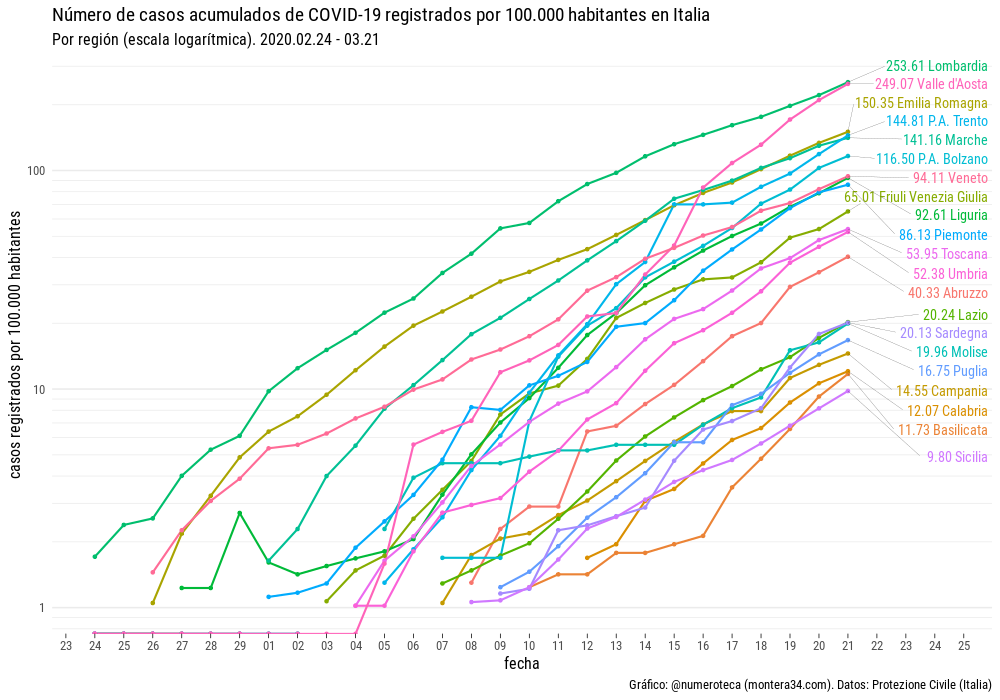 Número de casos acumulados de COVID-19 registrados por 100.000 habitantes en Italia
Por región (escala logarítmica). 2020.02.24 - 03.21
casos registrados por 100.000 habitantes
100
10
1
253.61 Lombardia
249.07 Valle d'Aosta
150.35 Emilia Romagna
144.81 P.A. Trento
141.16 Marche
116.50 P.A. Bolzano
94.11 Veneto
65.01 Friuli Venezia Giulia
92.61 Liguria
86.13 Piemonte
53.95 Toscana
52.38 Umbria
40.33 Abruzzo
20.24 Lazio
20.13 Sardegna
19.96 Molise
16.75 Puglia
14.55 Campania
12.07 Calabria
11.73 Basilicata
9.80 Sicilia
23 24 25 26 27 28 29 01 02 03 04 05 06 07 08 09 10 11 12 13 14 15 16 17 18 19 20 21 22 23 24 25
fecha
Gráfico: @numeroteca (montera34.com). Datos: Protezione Civile (Italia)